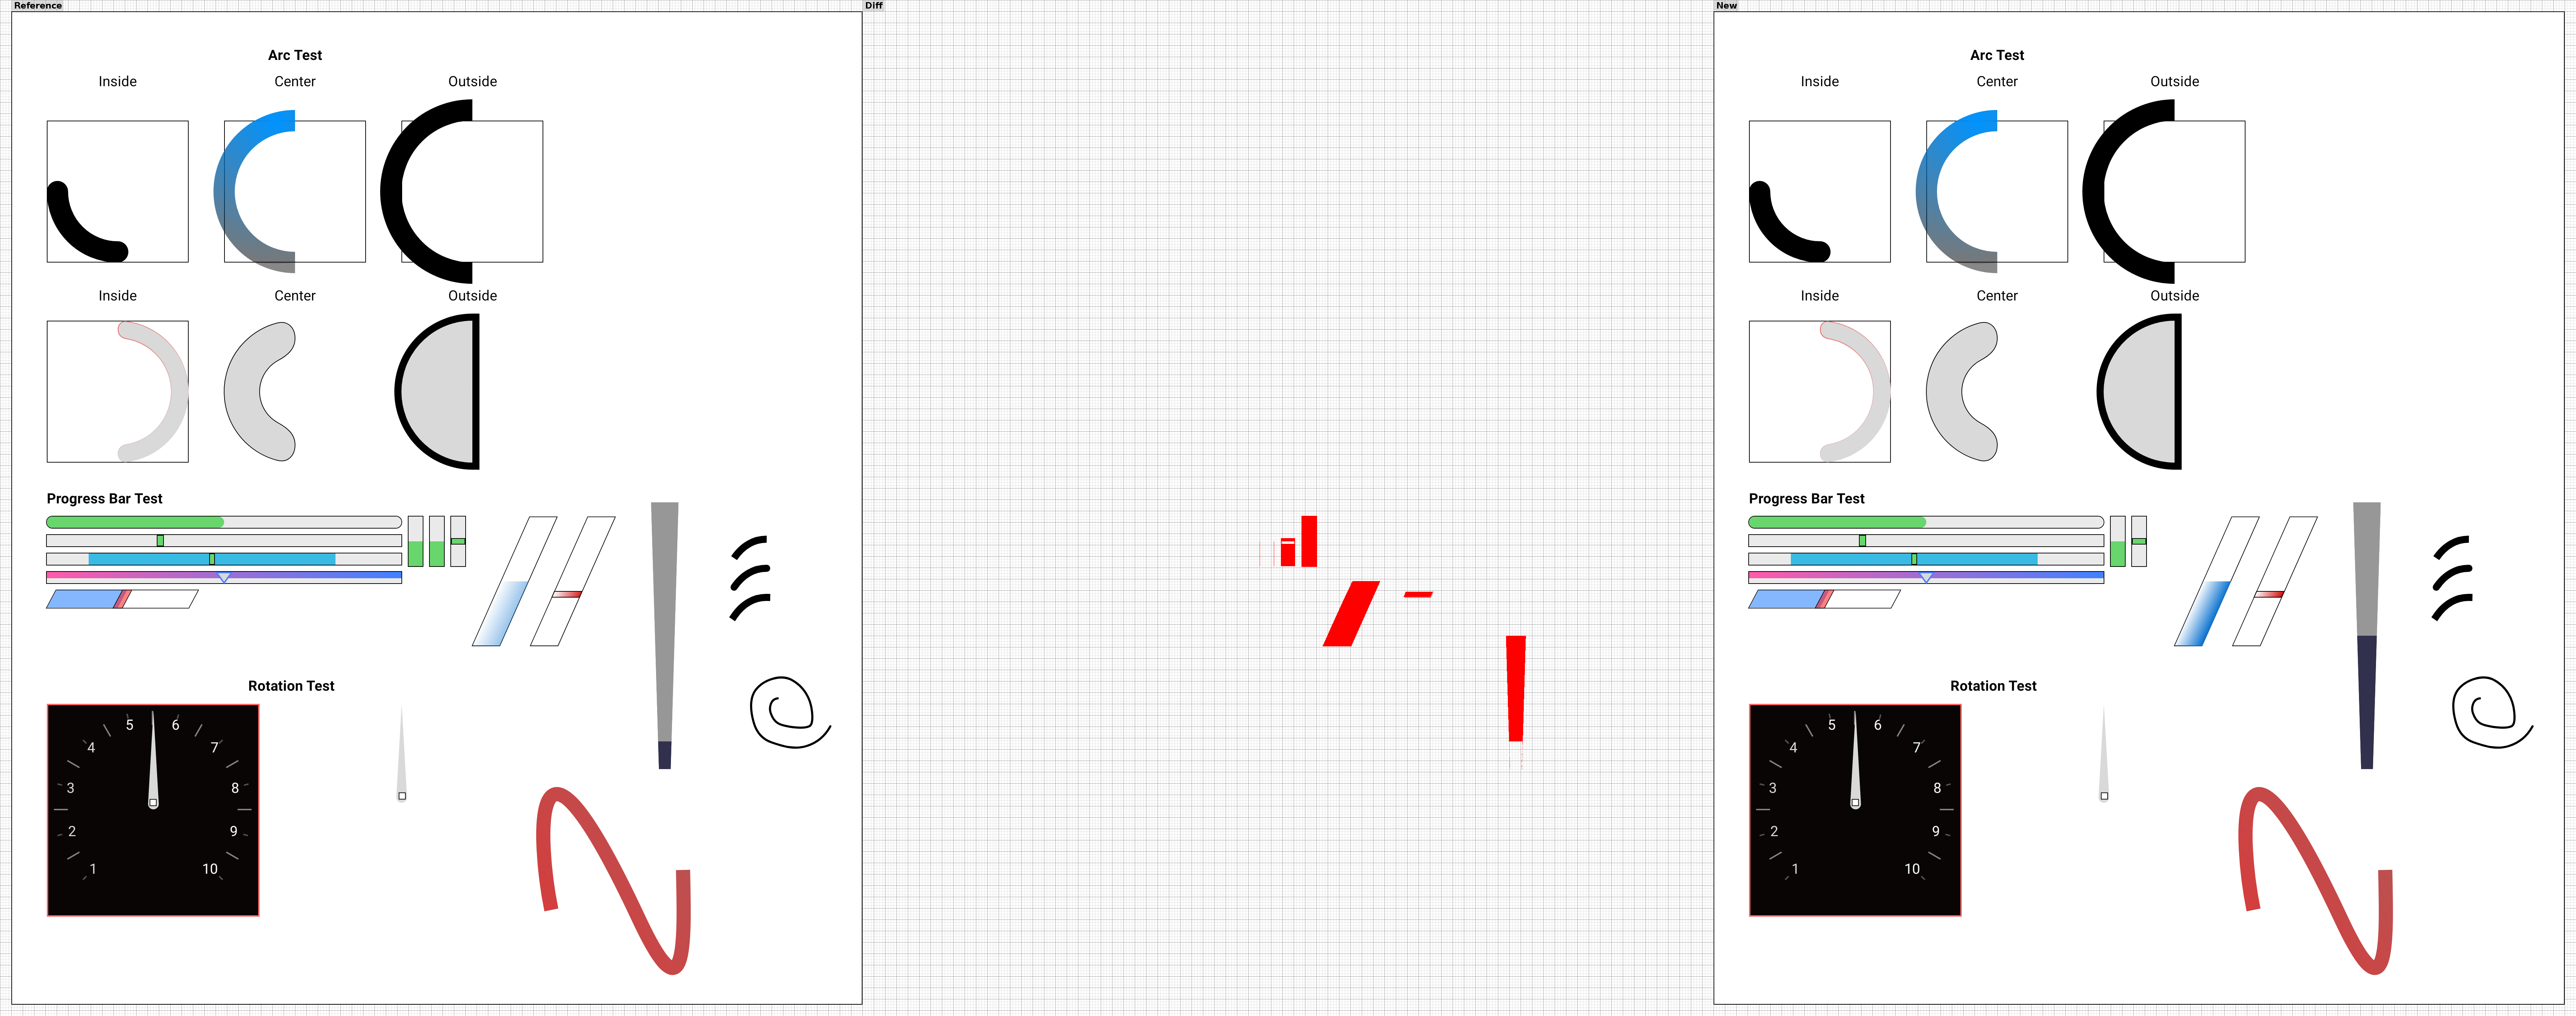 Reference
Diff
New
Arc Test
Inside Center Outside
Inside Center Outside
Progress Bar Test
Rotation Test
5 6
4 7
3 8
2 9
1 10
Arc Test
Inside Center Outside
Inside Center Outside
Progress Bar Test
Rotation Test
5 6
4 7
3 8
2 9
1 10